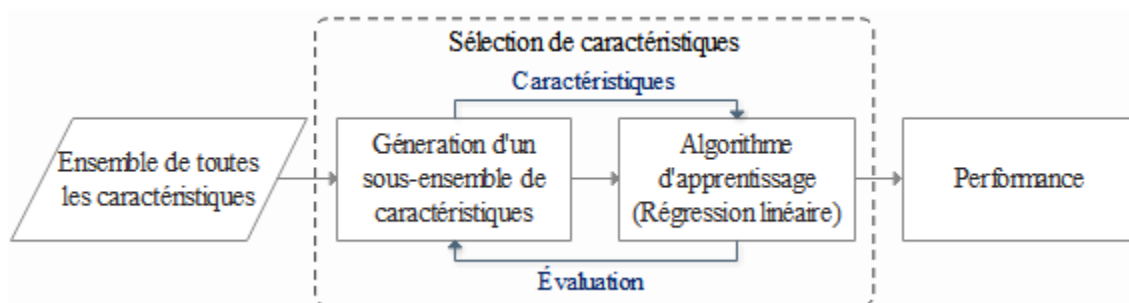 Sélection de caractéristiques
Caractéristiques
Ensemble de toutes
les caractéristiques
Géneration d'un
sous-ensemble de
caractéristiques
Algorithme
d'apprentissage
(Régression linéaire)
Performance
Évaluation